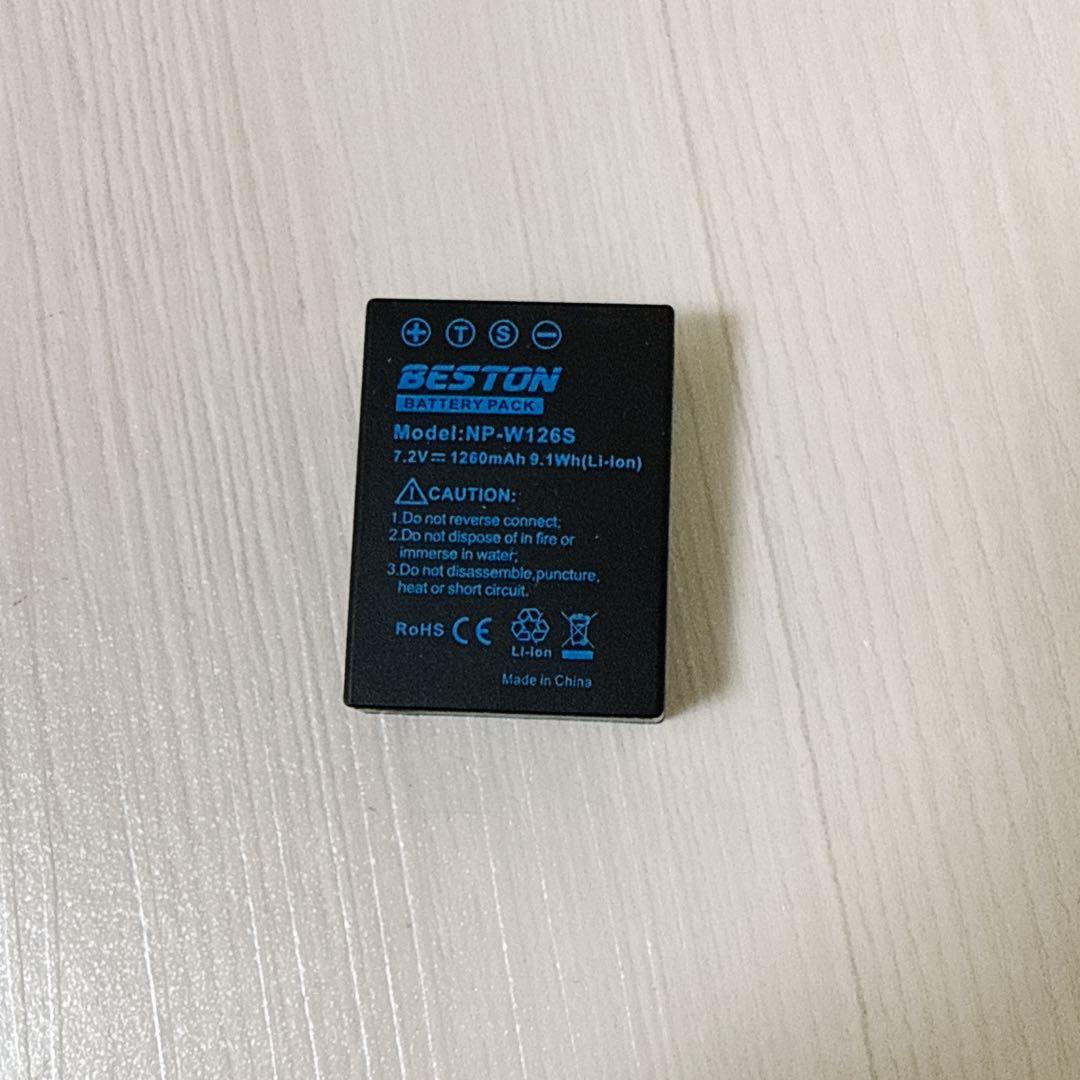 + T S −
BESTON
BATTERY PACK
Model:NP-W126S
7.2V⎓ 1260mAh 9.1Wh(Li-ion)
CAUTION:
1.Do not reverse connect;
2.Do not dispose of in fire or
immerse in water;
3.Do not disassemble,puncture,
heat or short circuit.
RoHS CE
Li-ion
Made in China